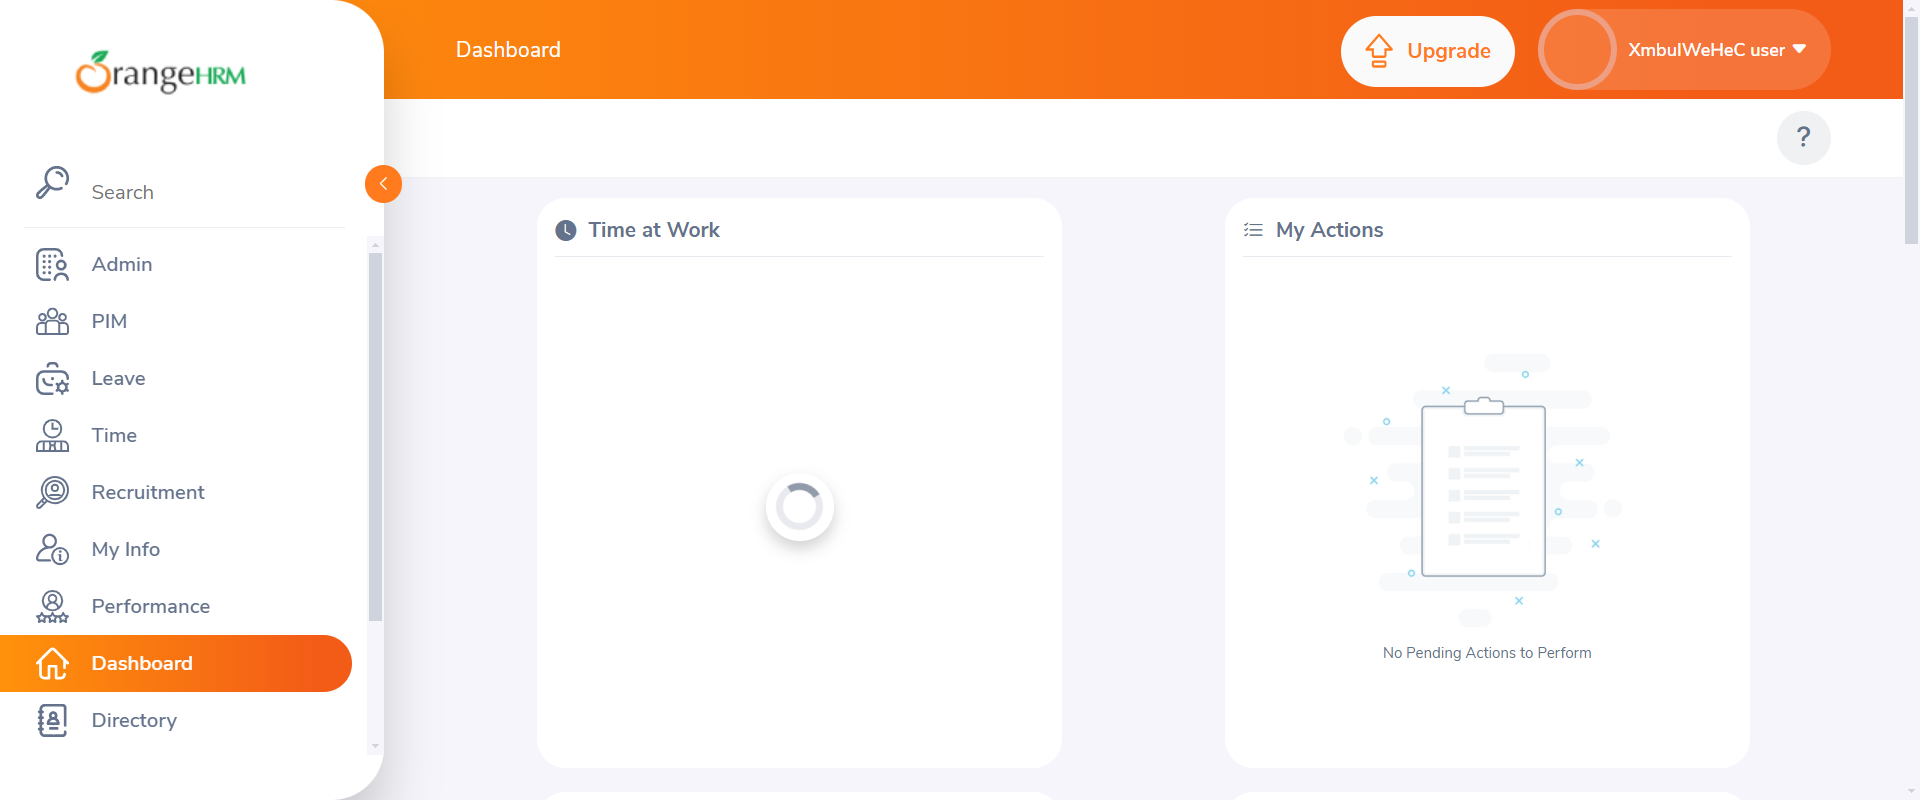 OrangeHRM
Search
Admin
PIM
Leave
Time
Recruitment
My Info
Performance
Dashboard
Directory
Dashboard
Upgrade
XmbulWeHeC user
?
Time at Work
My Actions
No Pending Actions to Perform